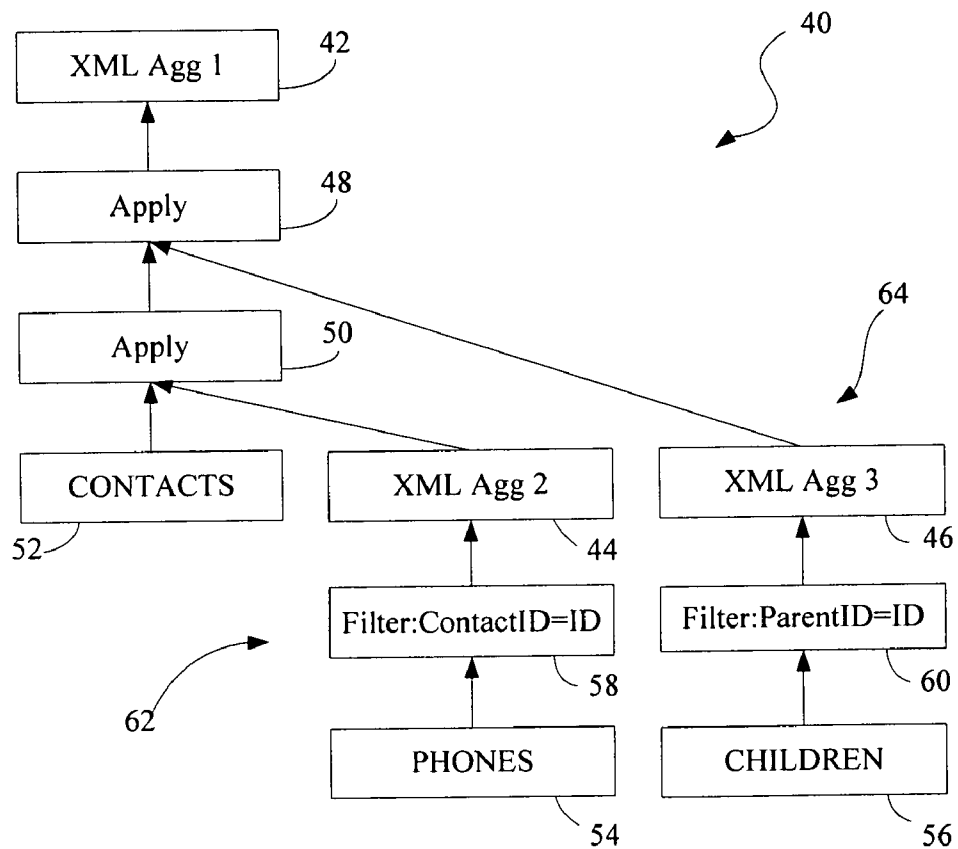 42
40
XML Agg 1
48
Apply
64
50
Apply
CONTACTS
XML Agg 2
XML Agg 3
52
44
46
Filter:ContactID=ID
Filter:ParentID=ID
58
60
62
PHONES
CHILDREN
54
56